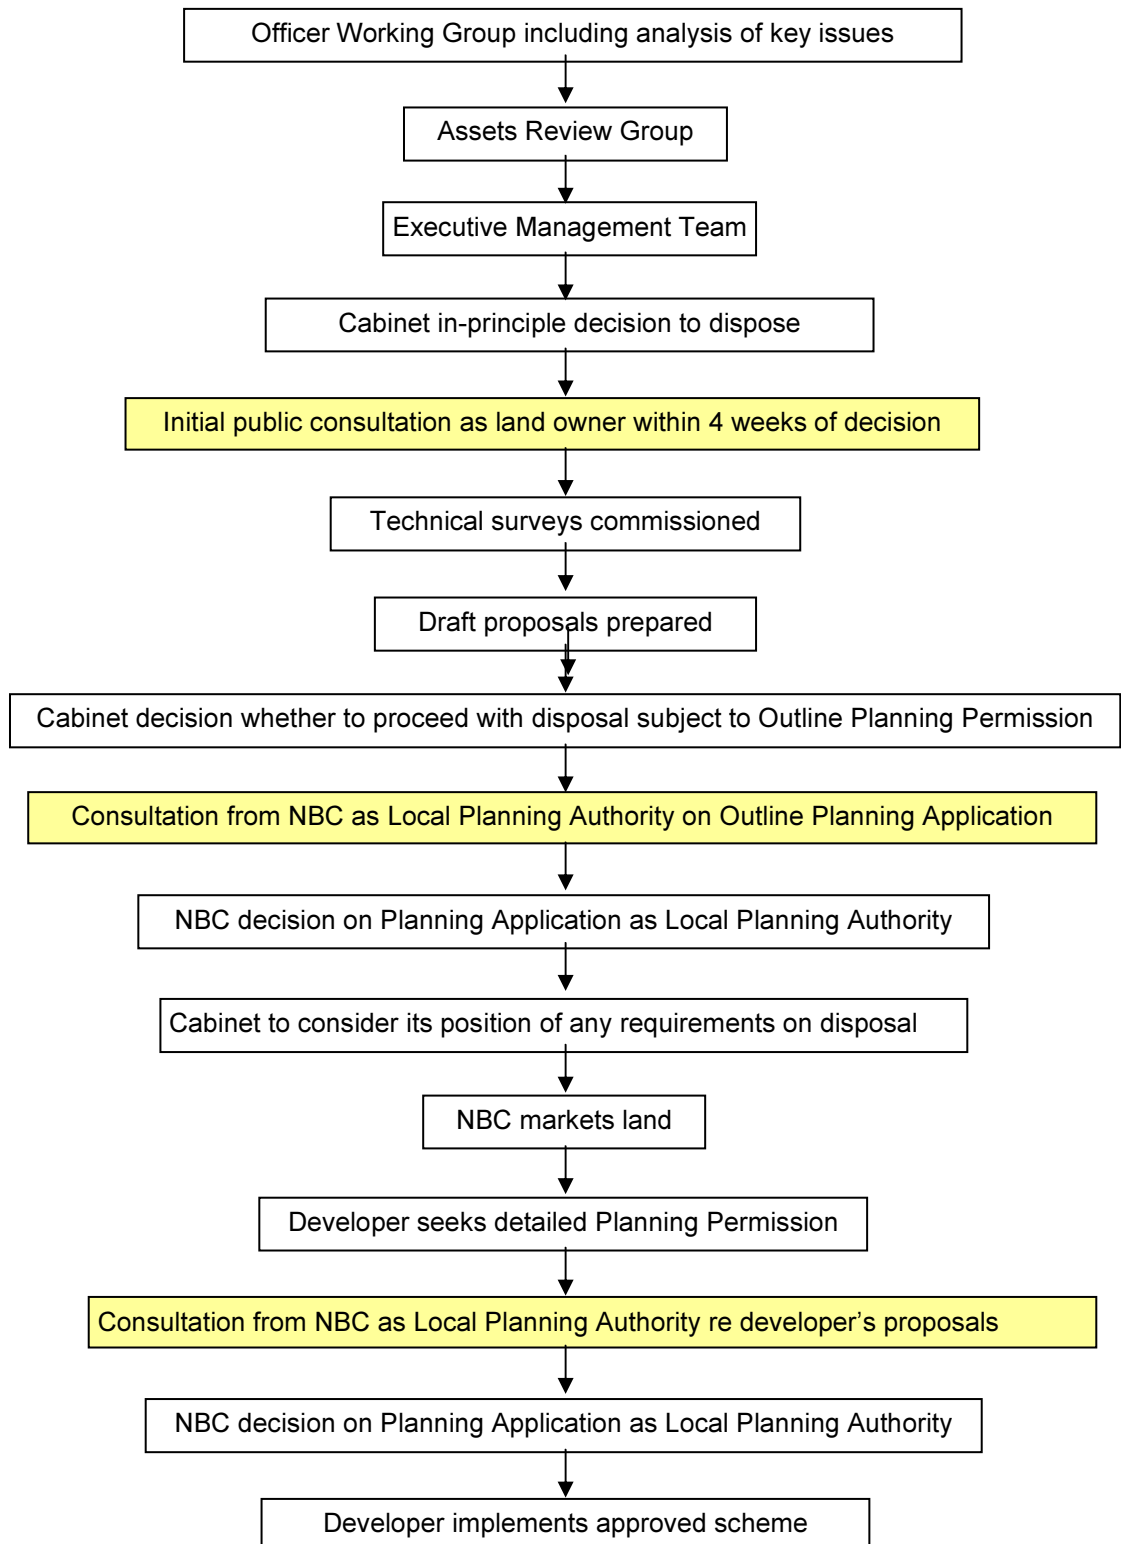 Officer Working Group including analysis of key issues
Assets Review Group
Executive Management Team
Cabinet in-principle decision to dispose
Initial public consultation as land owner within 4 weeks of decision
Technical surveys commissioned
Draft proposals prepared
Cabinet decision whether to proceed with disposal subject to Outline Planning Permission
Consultation from NBC as Local Planning Authority on Outline Planning Application
NBC decision on Planning Application as Local Planning Authority
Cabinet to consider its position of any requirements on disposal
NBC markets land
Developer seeks detailed Planning Permission
Consultation from NBC as Local Planning Authority re developer’s proposals
NBC decision on Planning Application as Local Planning Authority
Developer implements approved scheme